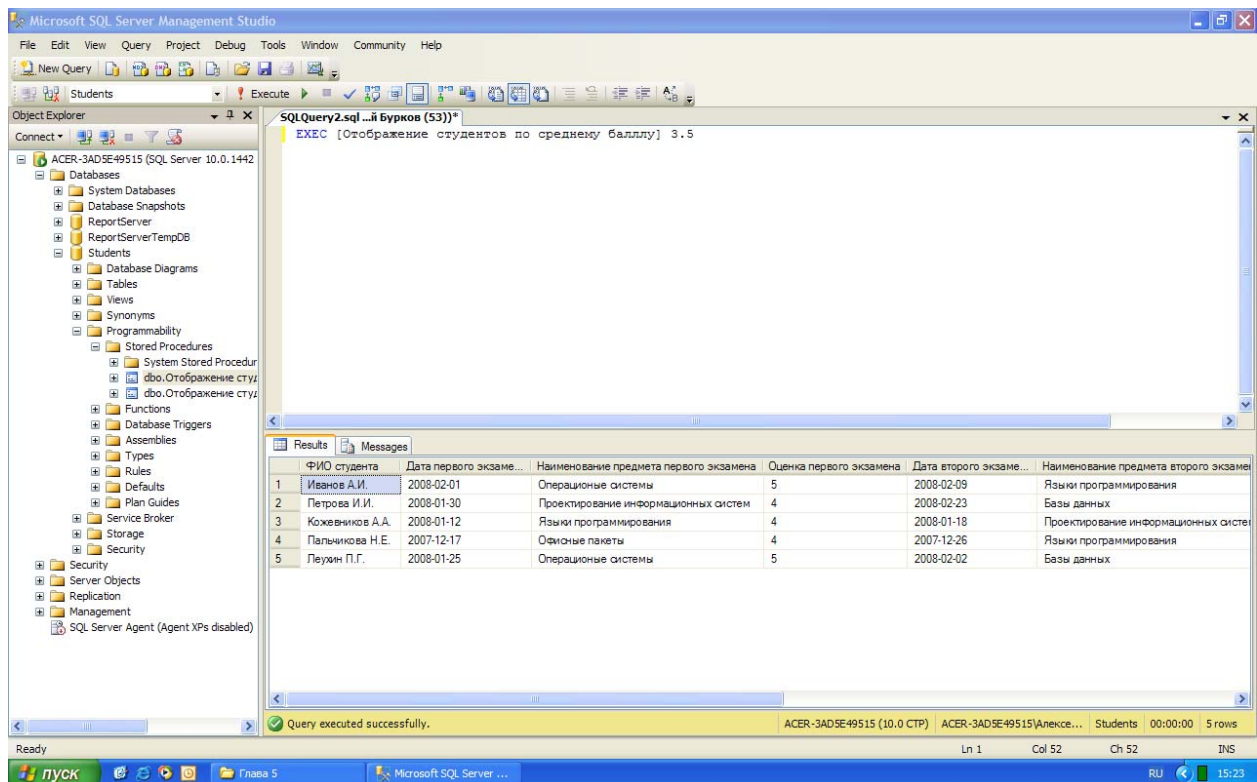 Microsoft SQL Server Management Studio
File Edit View Query Project Debug Tools Window Community Help
New Query
Students Execute
Object Explorer
SQLQuery2.sql ...й Бурков (53))*
Connect
EXEC [Отображение студентов по среднему балллу] 3.5
ACER-3AD5E49515 (SQL Server 10.0.1442
Databases
System Databases
Database Snapshots
ReportServer
ReportServerTempDB
Students
Database Diagrams
Tables
Views
Synonyms
Programmability
Stored Procedures
System Stored Procedur
dbo.Отображение студ
dbo.Отображение студ
Functions
Database Triggers
Assemblies
Types
Rules
Defaults
Plan Guides
Service Broker
Storage
Security
Security
Server Objects
Replication
Management
SQL Server Agent (Agent XPs disabled)
Results Messages
ФИО студента Дата первого экзаме... Наименование предмета первого экзамена Оценка первого экзамена Дата второго экзаме... Наименование предмета второго экзамен
1 Иванов А.И. 2008-02-01 Операционые системы 5 2008-02-09 Языки программирования
2 Петрова И.И. 2008-01-30 Проектирование информационных систем 4 2008-02-23 Базы данных
3 Кожевников А.А. 2008-01-12 Языки программирования 4 2008-01-18 Проектирование информационных систе
4 Пальчикова Н.Е. 2007-12-17 Офисные пакеты 4 2007-12-26 Языки программирования
5 Леухин П.Г. 2008-01-25 Операционые системы 5 2008-02-02 Базы данных
Query executed successfully. ACER-3AD5E49515 (10.0 CTP) ACER-3AD5E49515\Алексе... Students 00:00:00 5 rows
Ready Ln 1 Col 52 Ch 52 INS
пуск Глава 5 Microsoft SQL Server ... RU 15:23